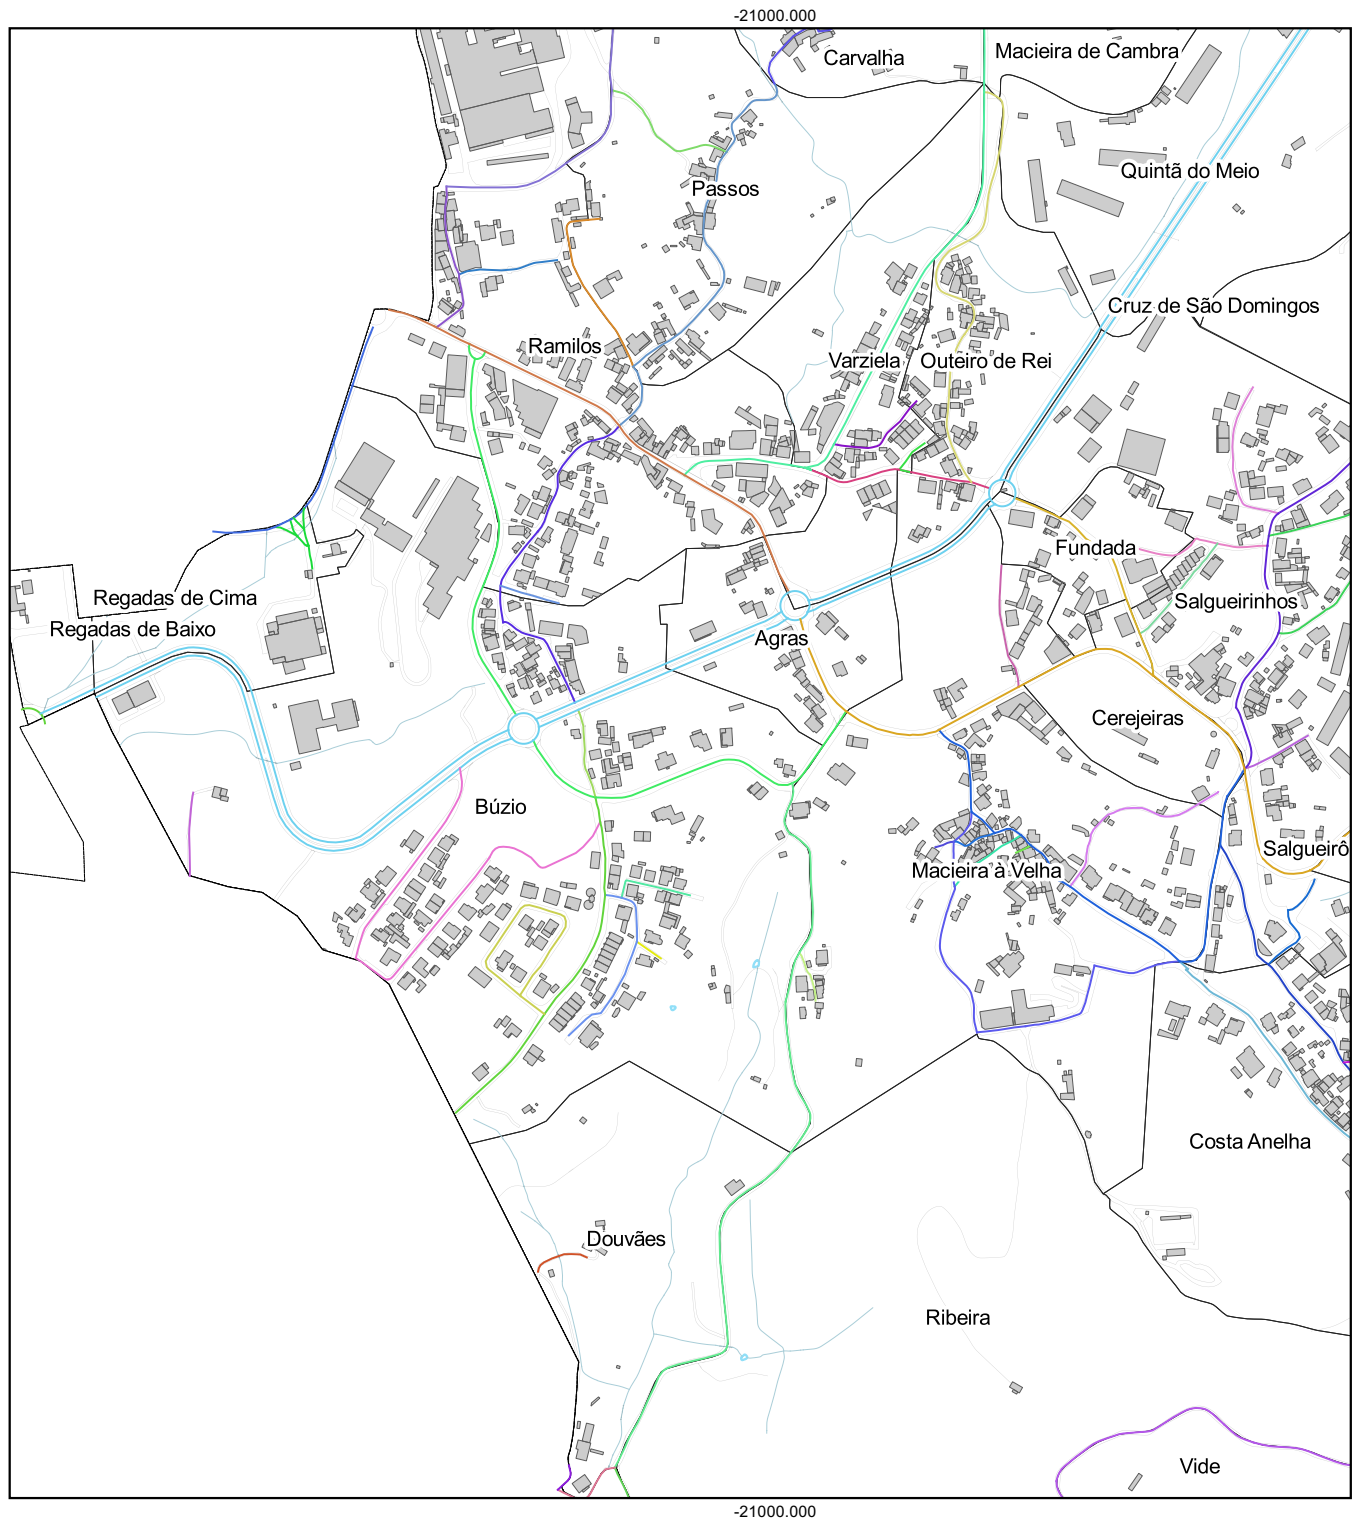 -21000.000
Macieira de Cambra
Carvalha
Quintã do Meio
Passos
Cruz de São Domingos
Ramilos
Varziela
Outeiro de Rei
Fundada
Regadas de Cima
Salgueirinhos
Regadas de Baixo
Agras
Cerejeiras
Búzio
Salgueirô
Macieira à Velha
Costa Anelha
Douvães
Ribeira
Vide
-21000.000